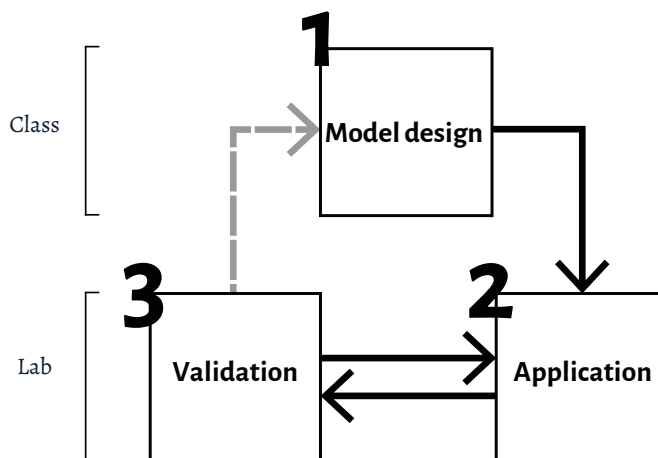 1
Class
Model design
3
2
Lab
Validation
Application